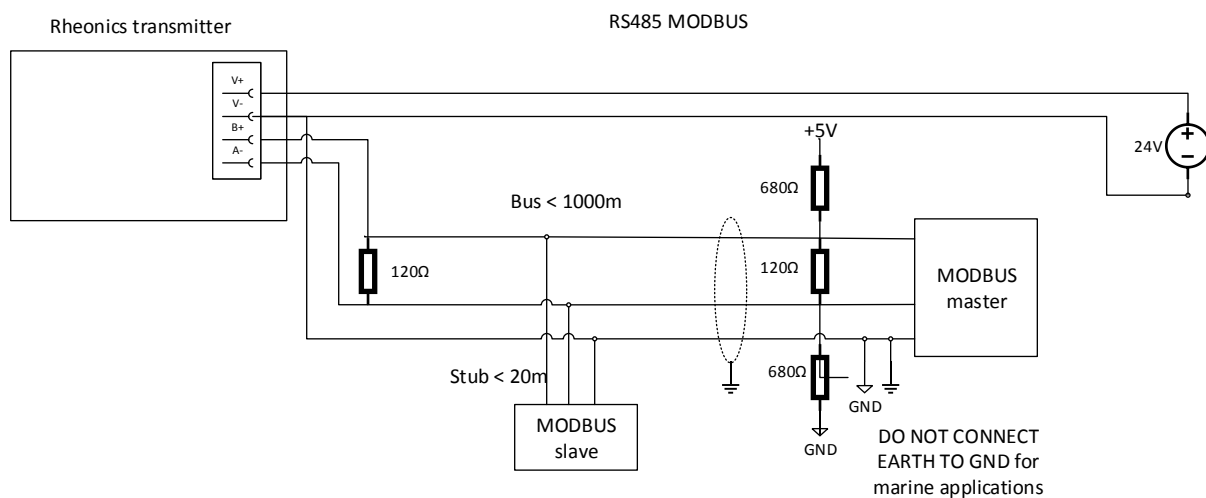 RS485 MODBUS
Rheonics transmitter
V+
V-
B+
A-
+5V
24V
+
−
680Ω
Bus < 1000m
120Ω
120Ω
MODBUS
master
Stub < 20m
680Ω
GND
MODBUS
slave
GND
DO NOT CONNECT
EARTH TO GND for
marine applications